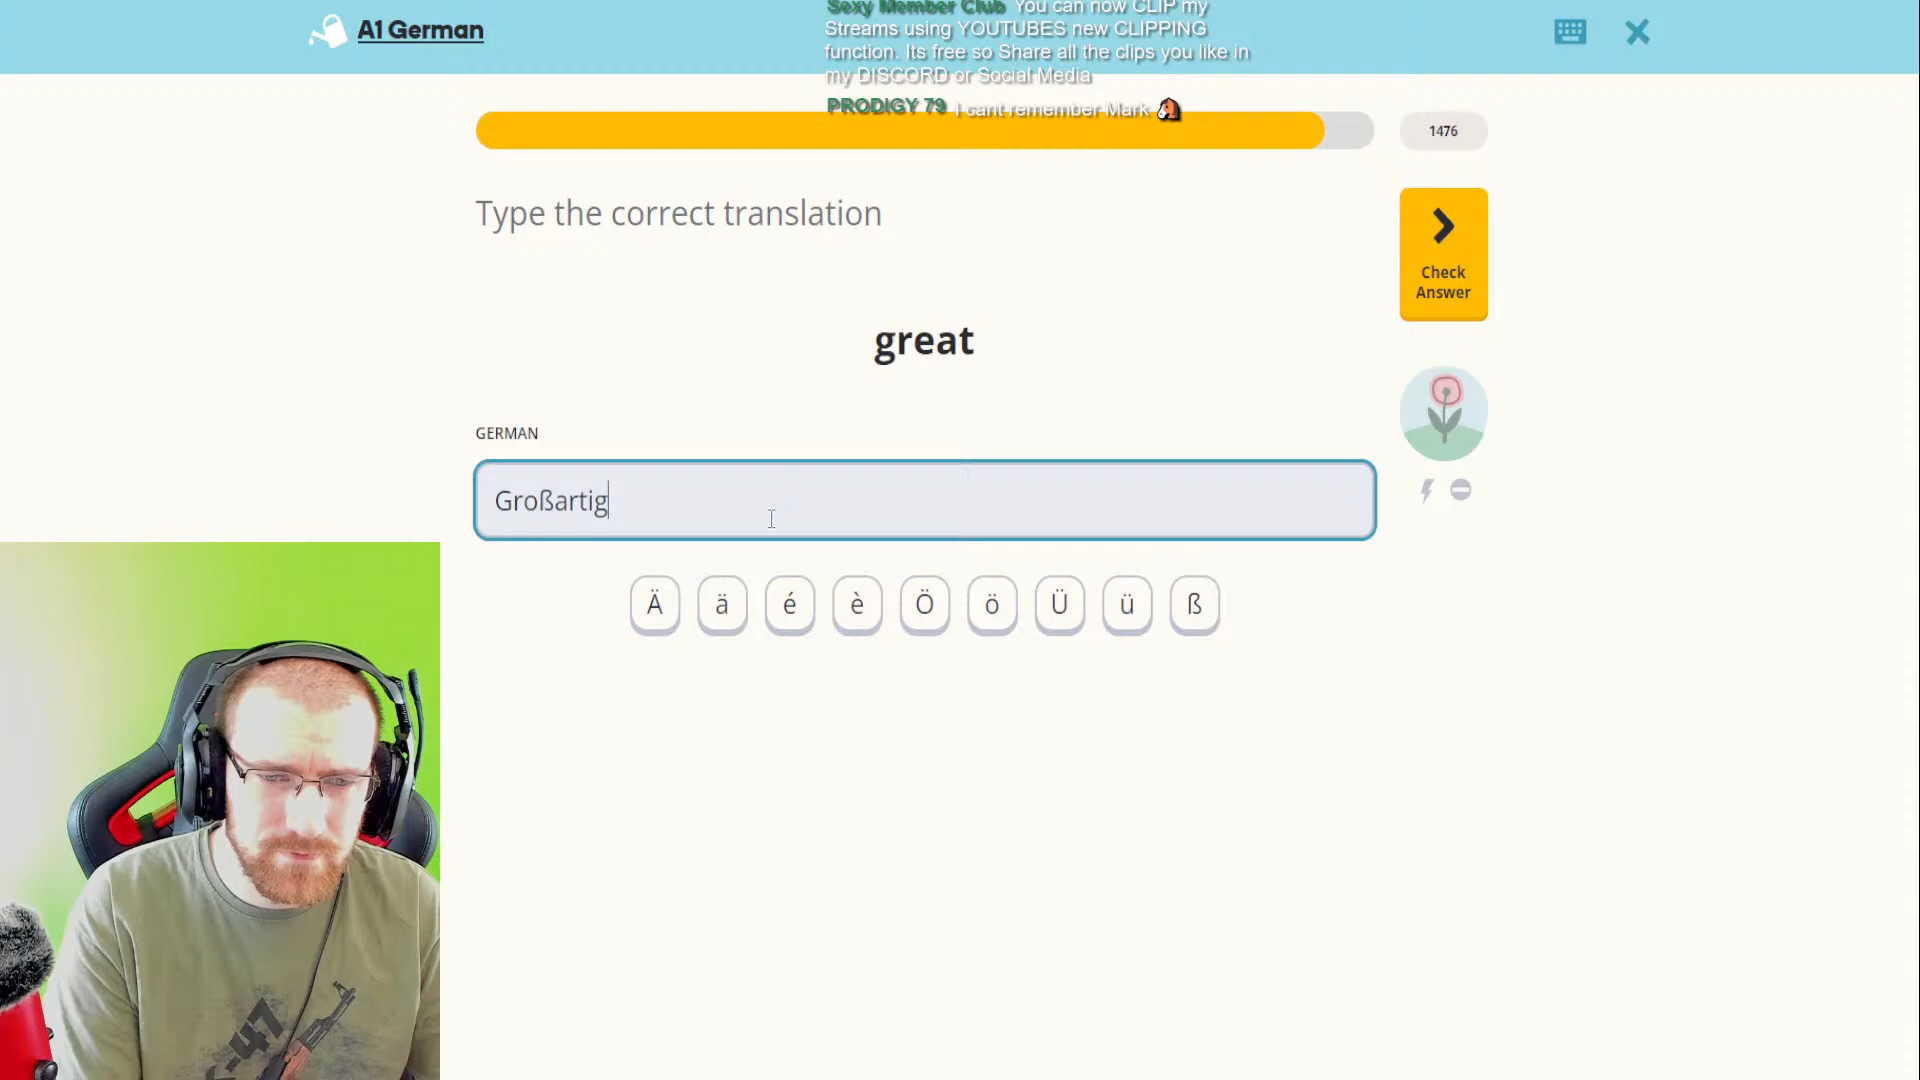 A1 German
Sexy Member Club You can now CLIP my
Streams using YOUTUBES new CLIPPING
function. Its free so Share all the clips you like in
my DISCORD or Social Media
PRODIGY 79 I cant remember Mark
1476
Type the correct translation
Check
Answer
great
GERMAN
Großartig
Ä ä é è Ö ö Ü ü ß
K-47